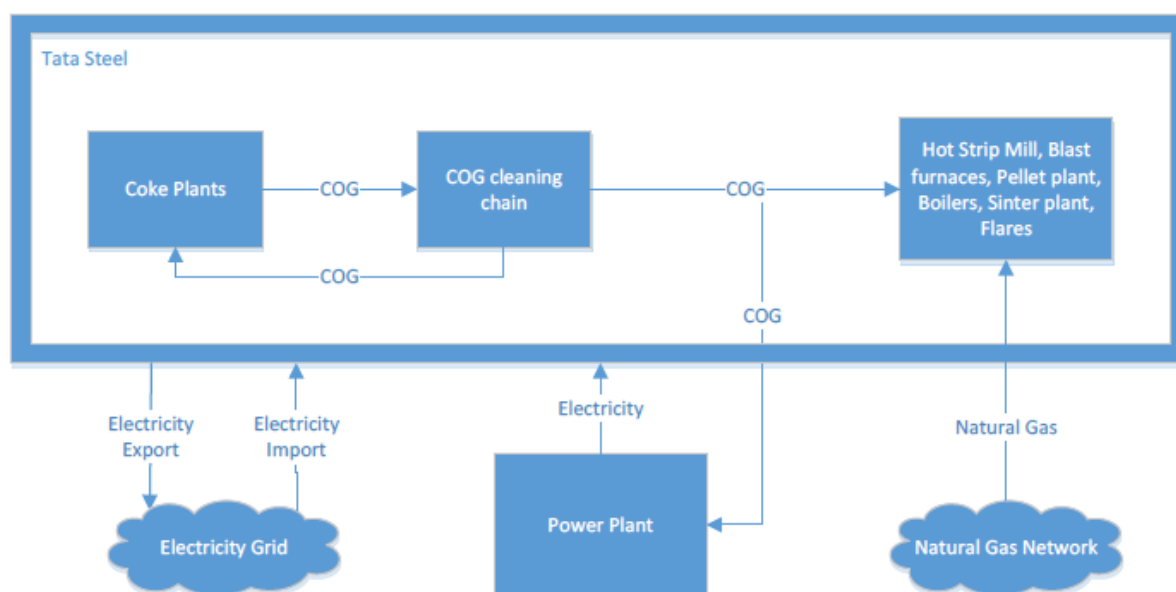 Tata Steel
Coke Plants
COG
COG cleaning
chain
COG
Hot Strip Mill, Blast
furnaces, Pellet plant,
Boilers, Sinter plant,
Flares
COG
COG
Electricity
Export
Electricity
Import
Electricity
Natural Gas
Electricity Grid
Power Plant
Natural Gas Network